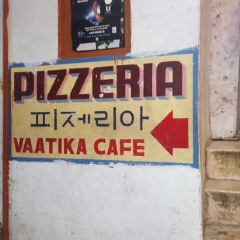 PIZZERIA
피제리아
VAATIKA CAFE